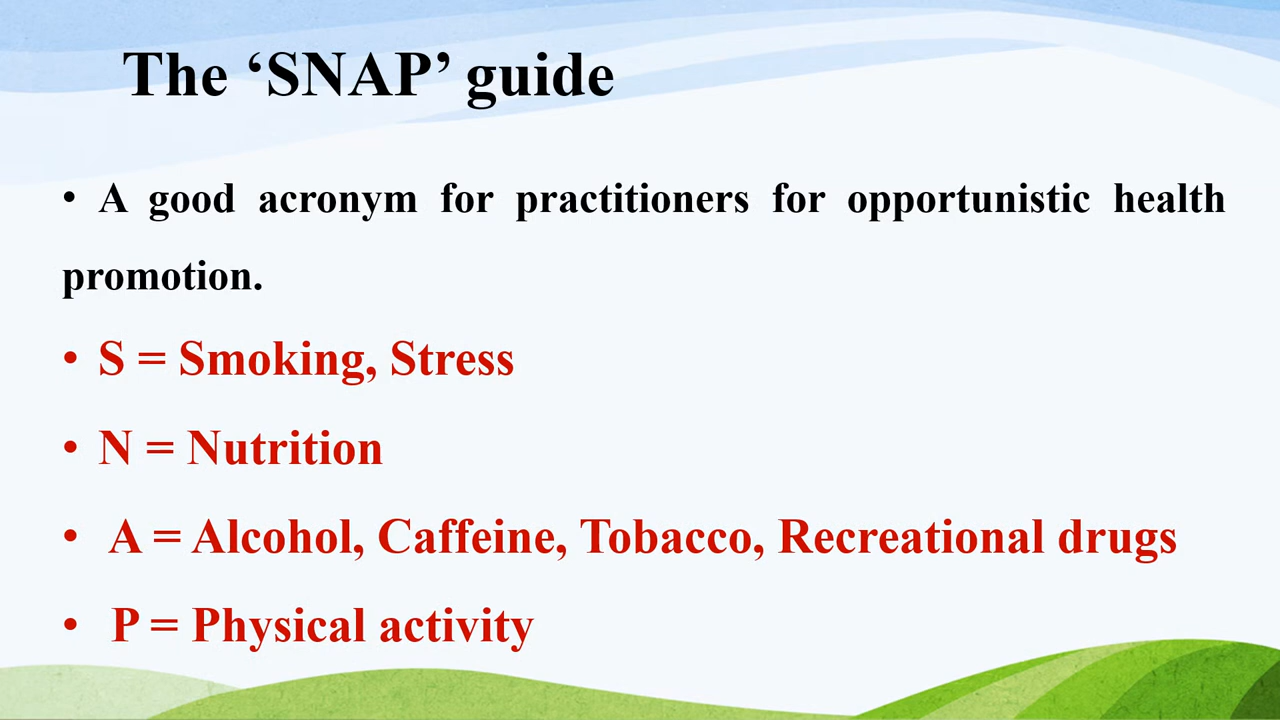 The ‘SNAP’ guide
• A good acronym for practitioners for opportunistic health
promotion.
• S = Smoking, Stress
• N = Nutrition
• A = Alcohol, Caffeine, Tobacco, Recreational drugs
• P = Physical activity